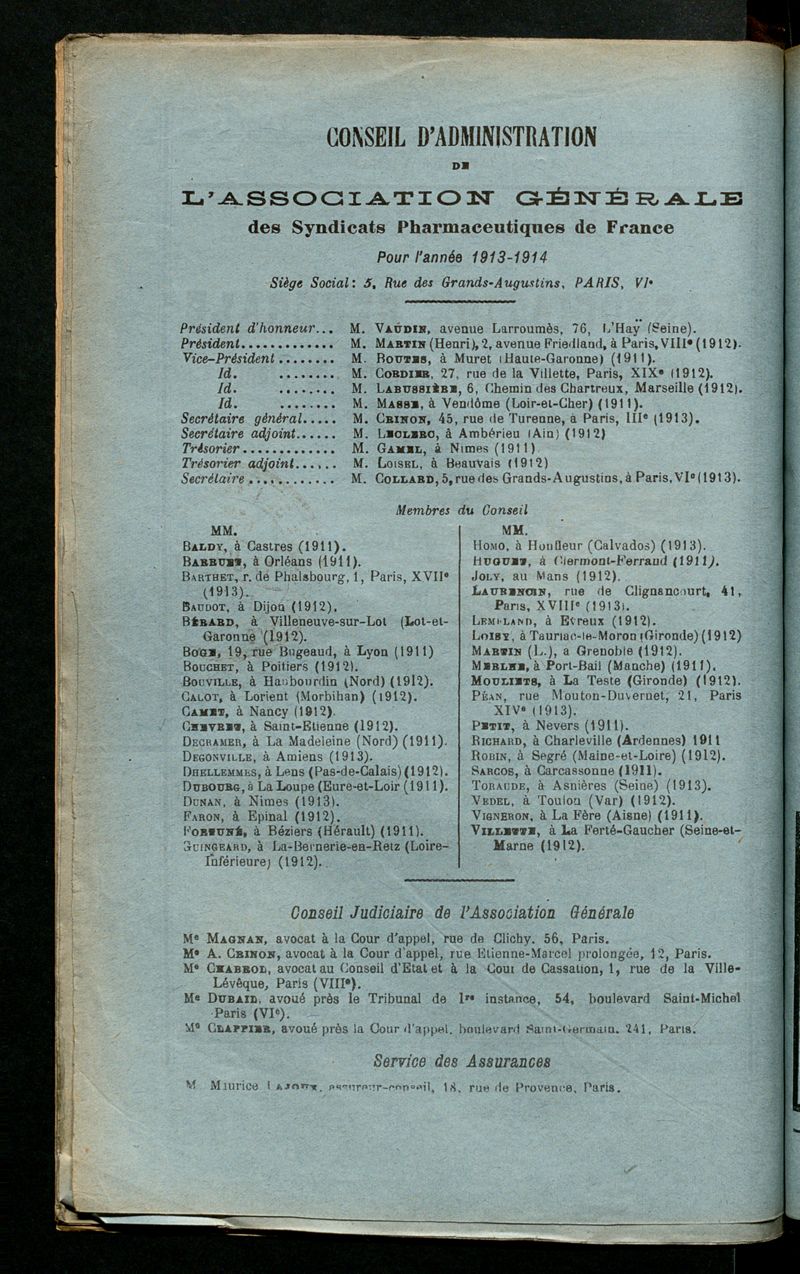 CONSEIL D'ADMINISTRATION
DE
L'ASSOCIATION GÉNÉRALE
des Syndicats Pharmaceutiques de France
Pour l'année 1913-1914
Siège Social: 5, Rue des Grands-Augustins, PARIS, VIe
Président d'honneur... M. VAUDIN, avenue Larroumès, 76, L'Haÿ (Seine).
Président............. M. MARTIN (Henri), 2, avenue Friedland, à Paris, VIIIe (1912).
Vice-Président ........ M. BOUTES, à Muret (Haute-Garonne) (1911).
Id. ........ M. CORDIER, 27, rue de la Villette, Paris, XIXe (1912).
Id. ........ M. LABUSSIÈRE, 6, Chemin des Chartreux, Marseille (1912).
Id. ........ M. MASSE, à Vendôme (Loir-et-Cher) (1911).
Secrétaire général..... M. CRINON, 45, rue de Turenne, à Paris, IIIe (1913).
Secrétaire adjoint...... M. LECLERC, à Ambérieu (Ain) (1912)
Trésorier ............. M. GAMEL, à Nimes (1911)
Trésorier adjoint...... M. LOISEL, à Beauvais (1912)
Secrétaire ............ M. COLLARD, 5, rue des Grands-Augustins, à Paris, VIe (1913).
Membres du Conseil
MM.
BALDY, à Castres (1911).
BARRUET, à Orléans (1911).
BARTHET, r. de Phalsbourg, 1, Paris, XVIIe
(1913).
BAUDOT, à Dijon (1912).
BÉRARD, à Villeneuve-sur-Lot (Lot-et-
Garonne (1912).
BOGE, 19, rue Bugeaud, à Lyon (1911)
BOUCHET, à Poitiers (1912).
BOUVILLE, à Haubourdin (Nord) (1912).
CALOT, à Lorient (Morbihan) (1912).
CAMET, à Nancy (1912).
CHEVRET, à Saint-Etienne (1912).
DECRAMER, à La Madeleine (Nord) (1911).
DEGONVILLE, à Amiens (1913).
DHELLEMMES, à Lens (Pas-de-Calais) (1912).
DUBOURG, à La Loupe (Eure-et-Loir (1911).
DUNAN, à Nimes (1913).
FARON, à Epinal (1912).
FORTUNÉ, à Béziers (Hérault) (1911).
GUINGEARD, à La-Bernerie-en-Retz (Loire-
Inférieure) (1912).
MM.
HOMO, à Honfleur (Calvados) (1913).
HUGUET, à Clermont-Ferrand (1911).
JOLY, au Mans (1912).
LAURENCIN, rue de Clignancourt, 41,
Paris, XVIIIe (1913).
LEMELAND, à Evreux (1912).
LOISY, à Tauriac-le-Moron (Gironde) (1912)
MARTIN (L.), a Grenoble (1912).
MESLEE, à Port-Bail (Manche) (1911).
MOULIETS, à La Teste (Gironde) (1912).
PÉAN, rue Mouton-Duvernet, 21, Paris
XIVe (1913).
PETIT, à Nevers (1911).
RICHARD, à Charleville (Ardennes) 1911
ROBIN, à Segré (Maine-et-Loire) (1912).
SARCOS, à Carcassonne (1911).
TORAUDE, à Asnières (Seine) (1913).
VEDEL, à Toulon (Var) (1912).
VIGNERON, à La Fère (Aisne) (1911).
VILLETTE, à La Ferté-Gaucher (Seine-et-
Marne (1912).
Conseil Judiciaire de l'Association Générale
Me MAGNAN, avocat à la Cour d'appel, rue de Clichy. 56, Paris.
Me A. CRINON, avocat à la Cour d'appel, rue Etienne-Marcel prolongée, 12, Paris.
Me CHABROL, avocat au Conseil d'Etat et à la Cour de Cassation, 1, rue de la Ville-
Lévêque, Paris (VIIIe).
Me DUBAIL, avoué près le Tribunal de 1re instance, 54, boulevard Saint-Michel
Paris (VIe).
Me CLAPPIER, avoué près la Cour d'appel. boulevard Saint-Germain. 241, Paris.
Service des Assurances
M Maurice LAJOUX, assureur-conseil, 18, rue de Provence, Paris.